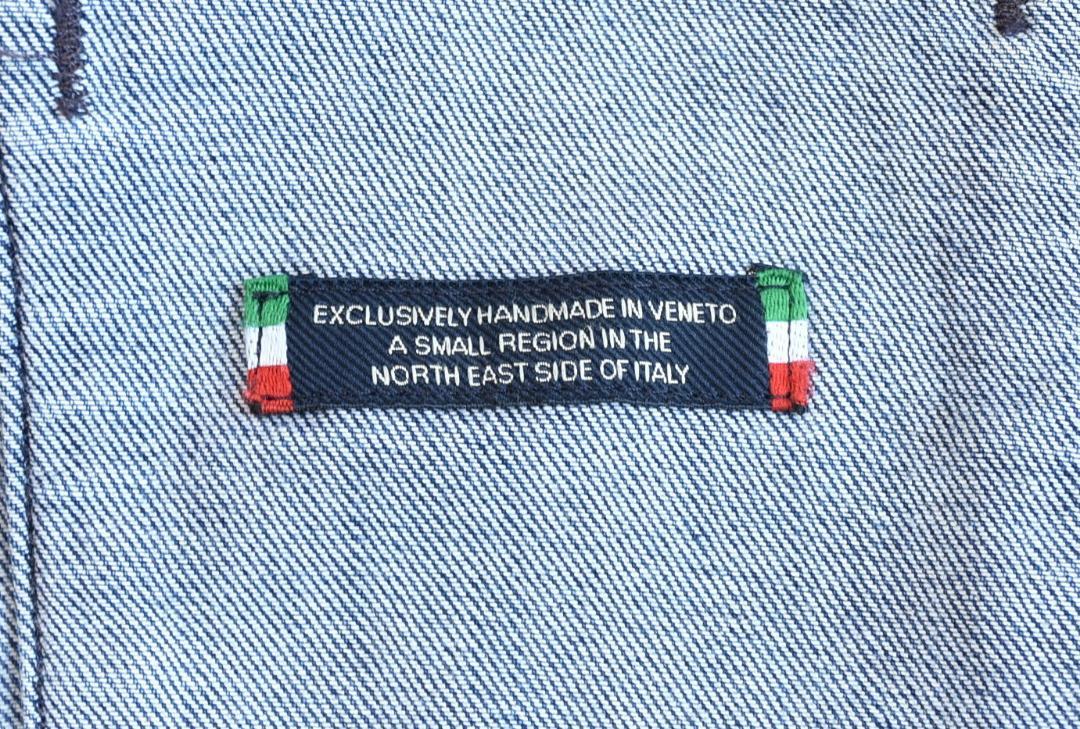 EXCLUSIVELY HANDMADE IN VENETO
A SMALL REGION IN THE
NORTH EAST SIDE OF ITALY